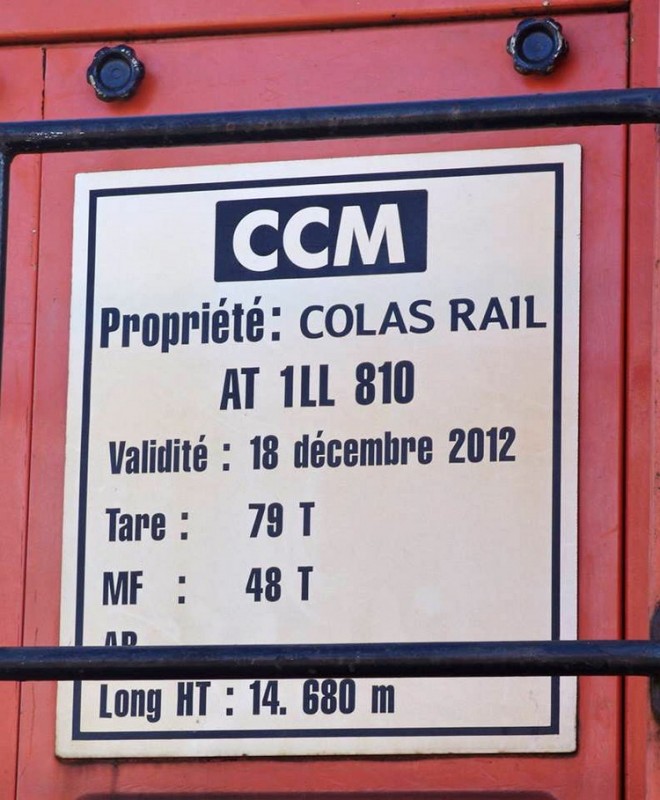 CCM
Propriété: COLAS RAIL
AT 1LL 810
Validité : 18 décembre 2012
Tare : 79 T
MF : 48 T
Long HT : 14. 680 m